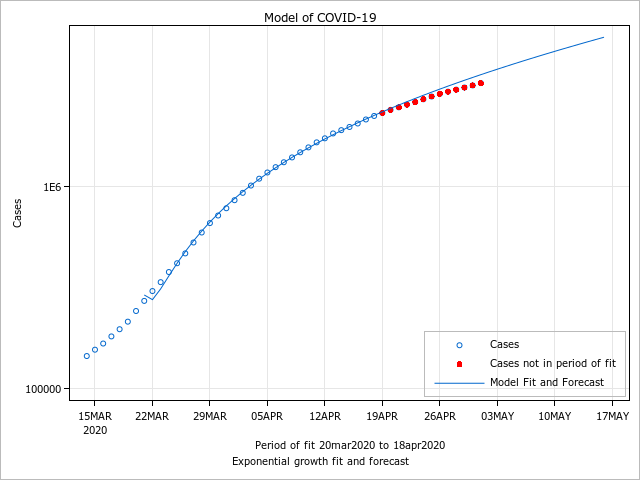 Model of COVID-19
Cases
1E6
100000
15MAR 22MAR 29MAR 05APR 12APR 19APR 26APR 03MAY 10MAY 17MAY
2020
Cases
Cases not in period of fit
Model Fit and Forecast
Period of fit 20mar2020 to 18apr2020
Exponential growth fit and forecast